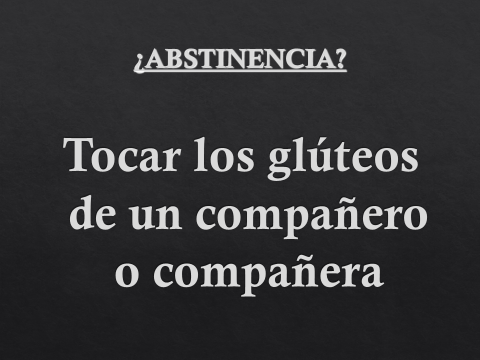 ¿ABSTINENCIA?
Tocar los glúteos
de un compañero
o compañera